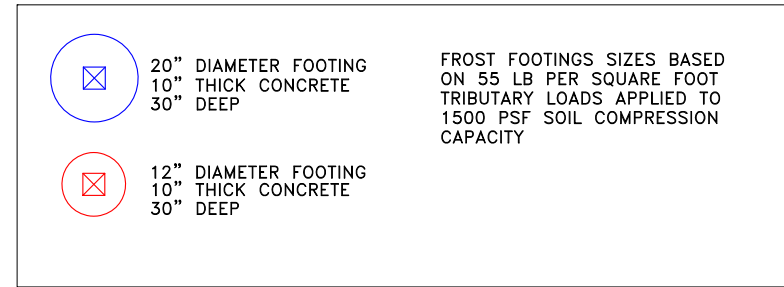 20” DIAMETER FOOTING
10” THICK CONCRETE
30” DEEP
FROST FOOTINGS SIZES BASED
ON 55 LB PER SQUARE FOOT
TRIBUTARY LOADS APPLIED TO
1500 PSF SOIL COMPRESSION
CAPACITY
12” DIAMETER FOOTING
10” THICK CONCRETE
30” DEEP